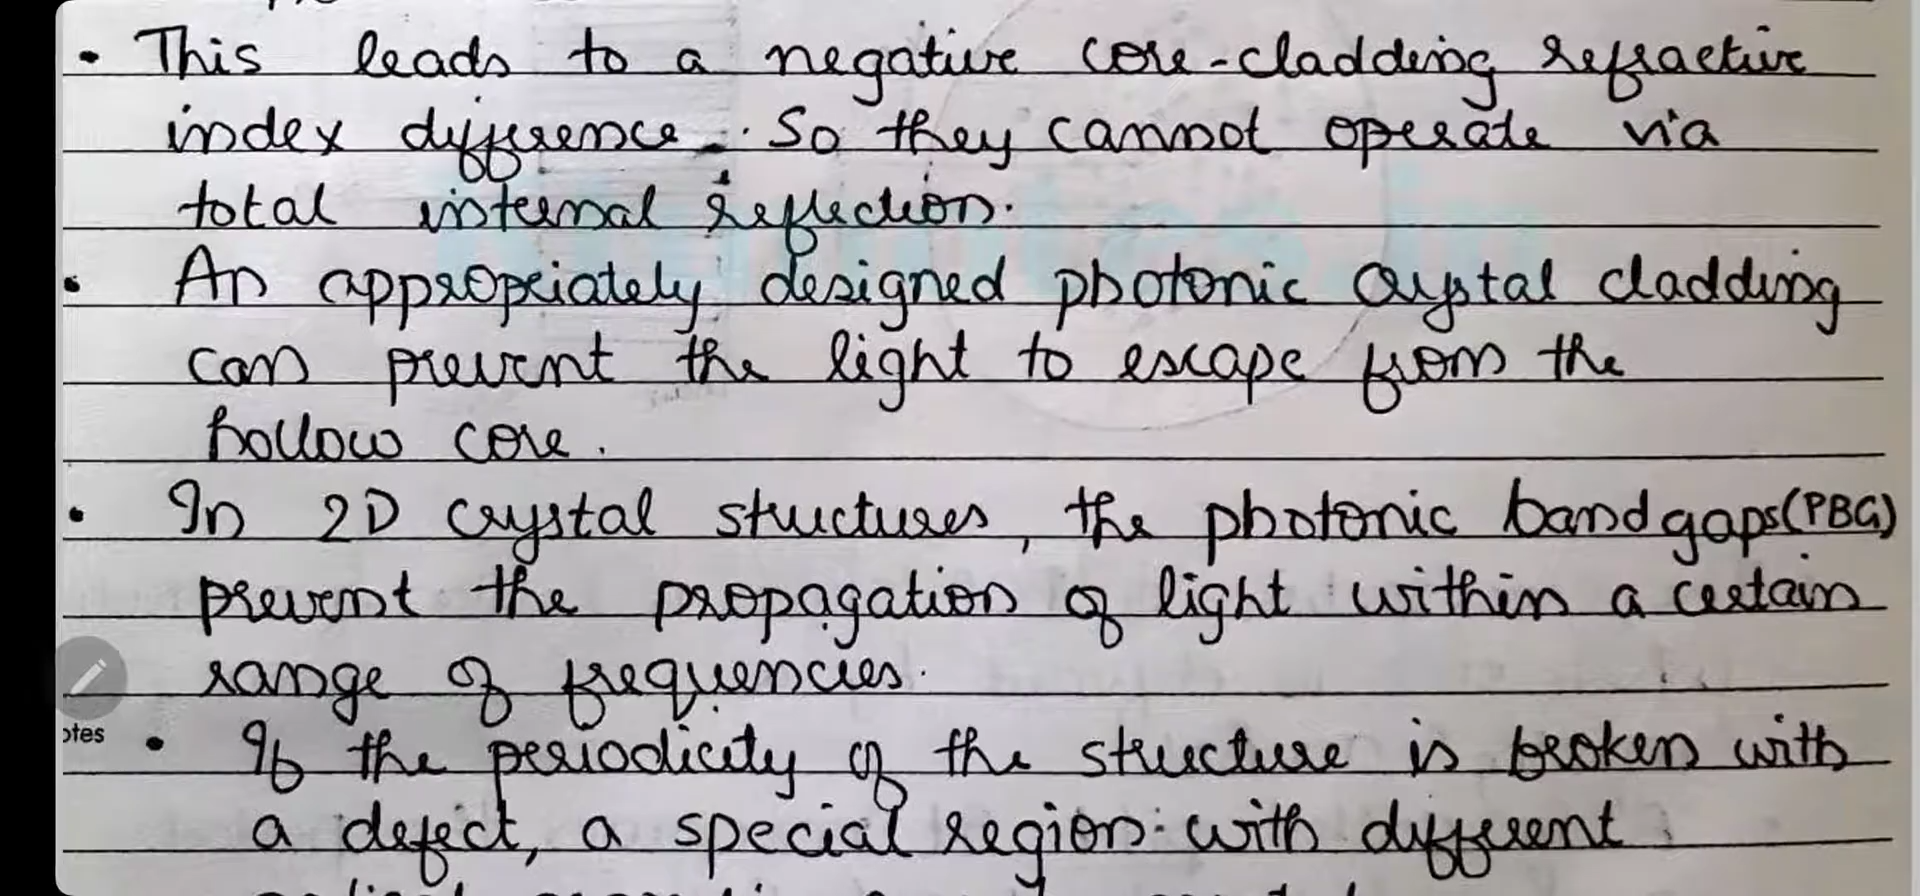 • This leads to a negative core-cladding refractive
index difference. So they cannot operate via
total internal reflection.
• An appropriately designed photonic crystal cladding
can prevent the light to escape from the
hollow core.
• In 2D crystal structures, the photonic bandgaps(PBG)
prevent the propagation of light within a certain
range of frequencies.
otes
• If the periodicity of the structure is broken with
a defect, a special region with different